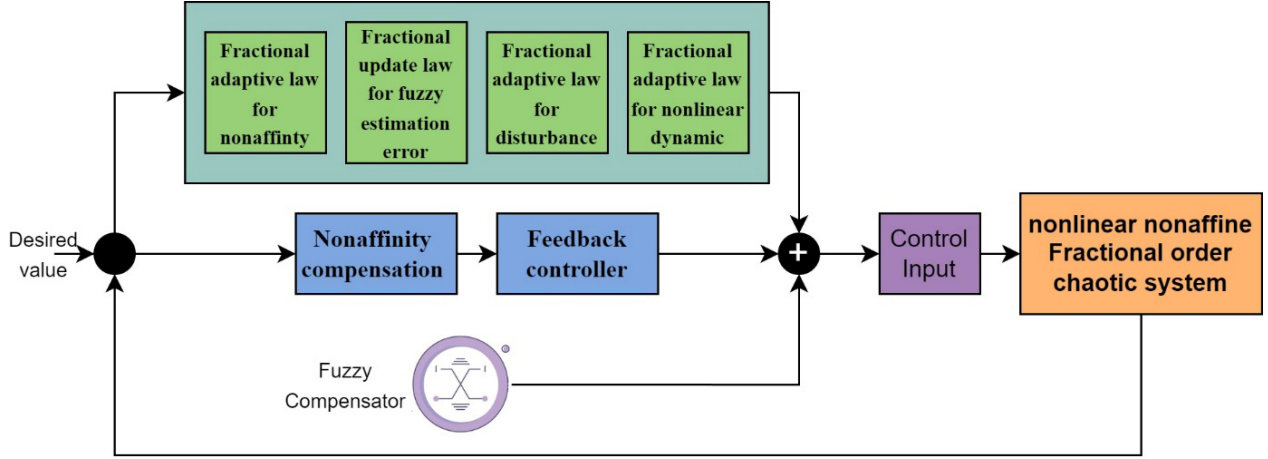 Fractional
adaptive law
for
nonaffinty
Fractional
update law
for fuzzy
estimation
error
Fractional
adaptive law
for
disturbance
Fractional
adaptive law
for nonlinear
dynamic
Desired
value
Nonaffinity
compensation
Feedback
controller
+
Control
Input
nonlinear nonaffine
Fractional order
chaotic system
Fuzzy
Compensator